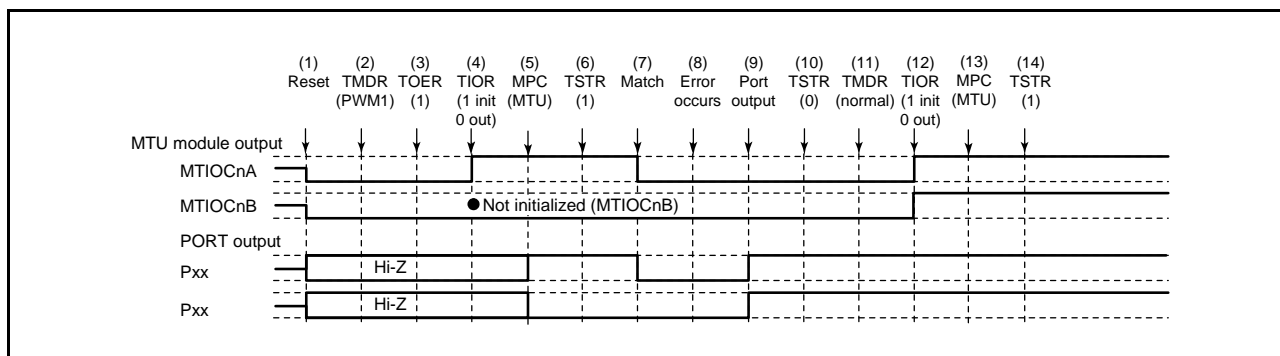 (1) (2) (3) (4) (5) (6) (7) (8) (9) (10) (11) (12) (13) (14)
Reset TMDR TOER TIOR MPC TSTR Match Error Port TSTR TMDR TIOR MPC TSTR
(PWM1) (1) (1 init (MTU) (1) occurs output (0) (normal) (1 init (MTU) (1)
0 out) 0 out)
MTU module output
MTIOCnA
MTIOCnB ●Not initialized (MTIOCnB)
PORT output
Pxx Hi-Z
Pxx Hi-Z